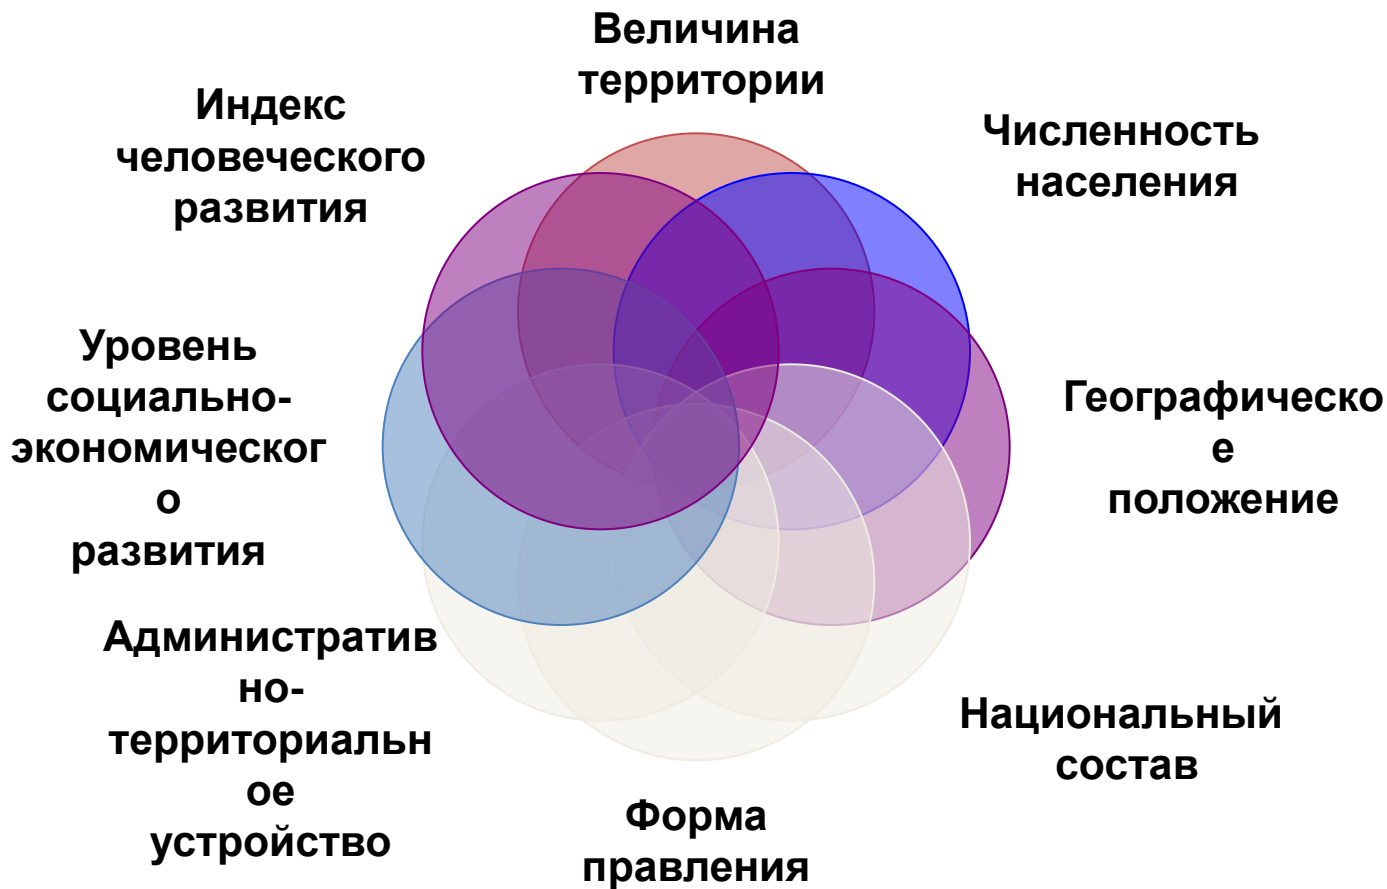 Величина
территории
Численность
населения
Географическо
е
положение
Национальный
состав
Форма
правления
Административ
но-
территориальн
ое
устройство
Уровень
социально-
экономическог
о
развития
Индекс
человеческого
развития